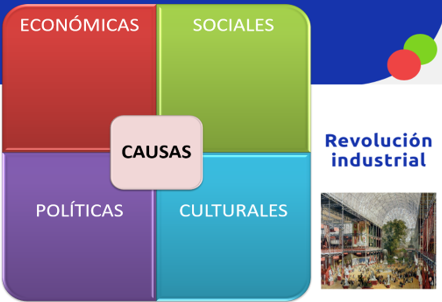 ECONÓMICAS
SOCIALES
CAUSAS
POLÍTICAS
CULTURALES
Revolución
industrial